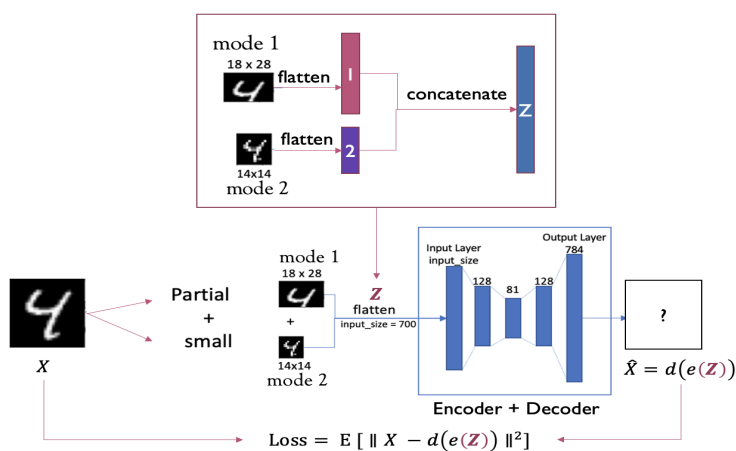 mode 1
18 x 28
flatten
1
concatenate
Z
flatten
2
14x14
mode 2
mode 1
18 x 28
Z
flatten
input_size = 700
+
14x14
mode 2
Partial
+
small
X
Input Layer
input_size
128
81
128
Output Layer
784
Encoder + Decoder
?
X̂ = d(e(Z))
Loss = E [ ‖ X − d(e(Z)) ‖²]